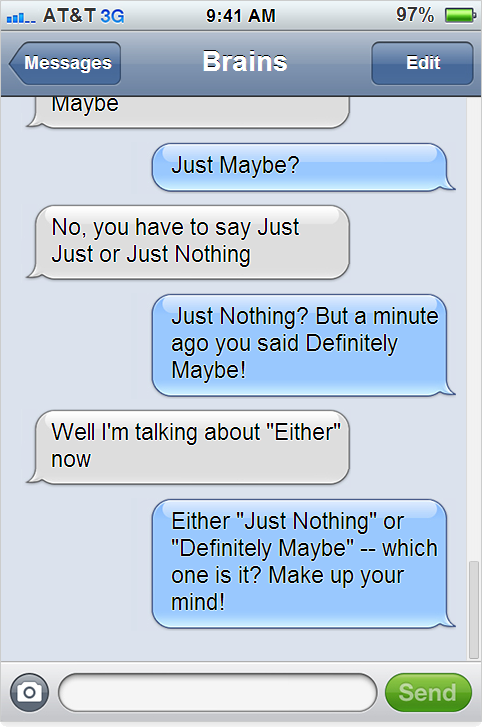 AT&T 3G 9:41 AM 97%
Messages Brains Edit
Maybe
Just Maybe?
No, you have to say Just
Just or Just Nothing
Just Nothing? But a minute
ago you said Definitely
Maybe!
Well I'm talking about "Either"
now
Either "Just Nothing" or
"Definitely Maybe" -- which
one is it? Make up your
mind!
Send